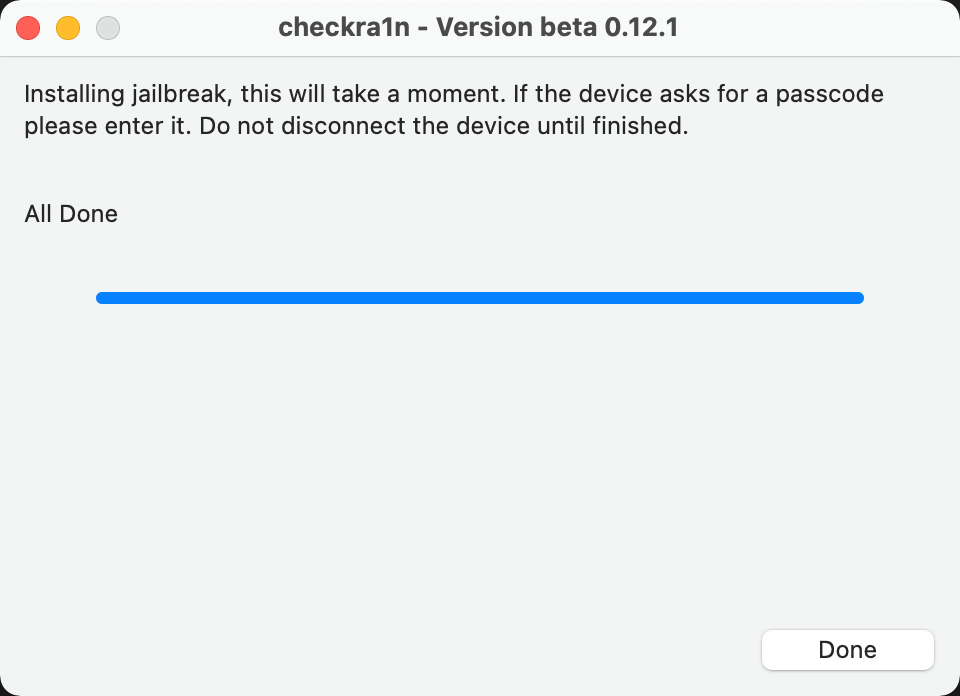 checkra1n - Version beta 0.12.1
Installing jailbreak, this will take a moment. If the device asks for a passcode
please enter it. Do not disconnect the device until finished.
All Done
Done